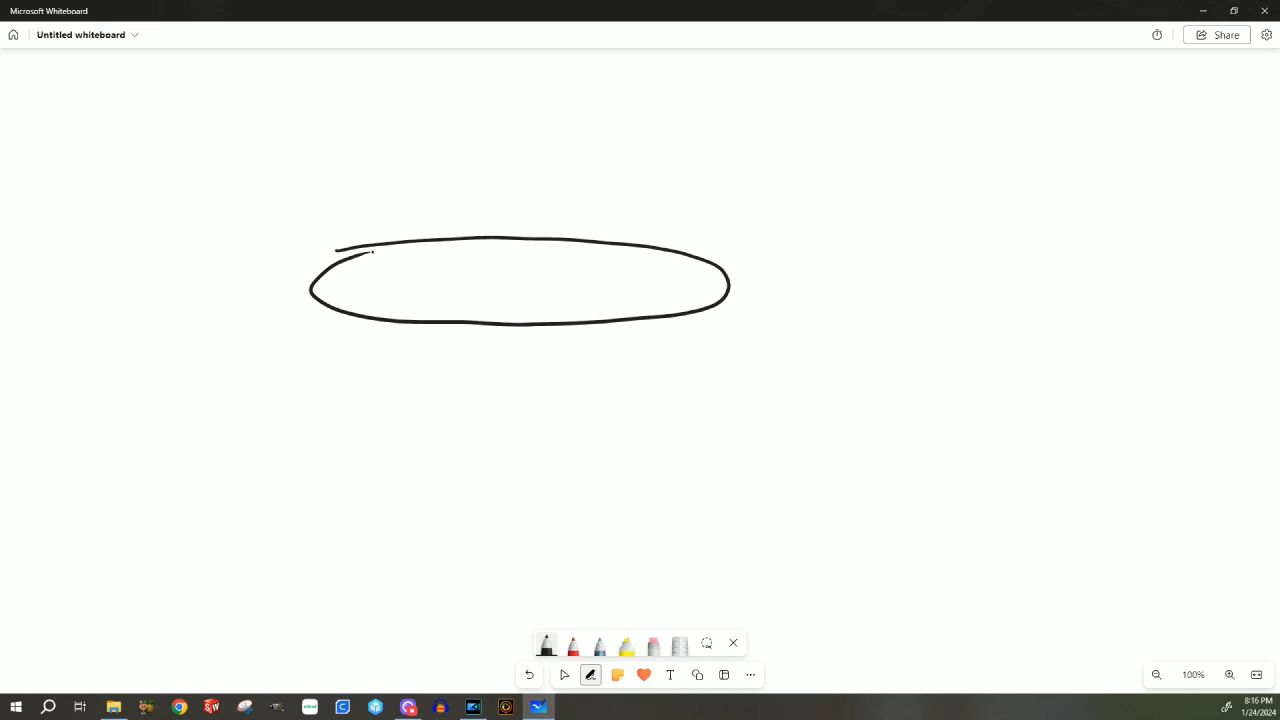 Microsoft Whiteboard
Untitled whiteboard
Share
T
100%
8:16 PM
1/24/2024